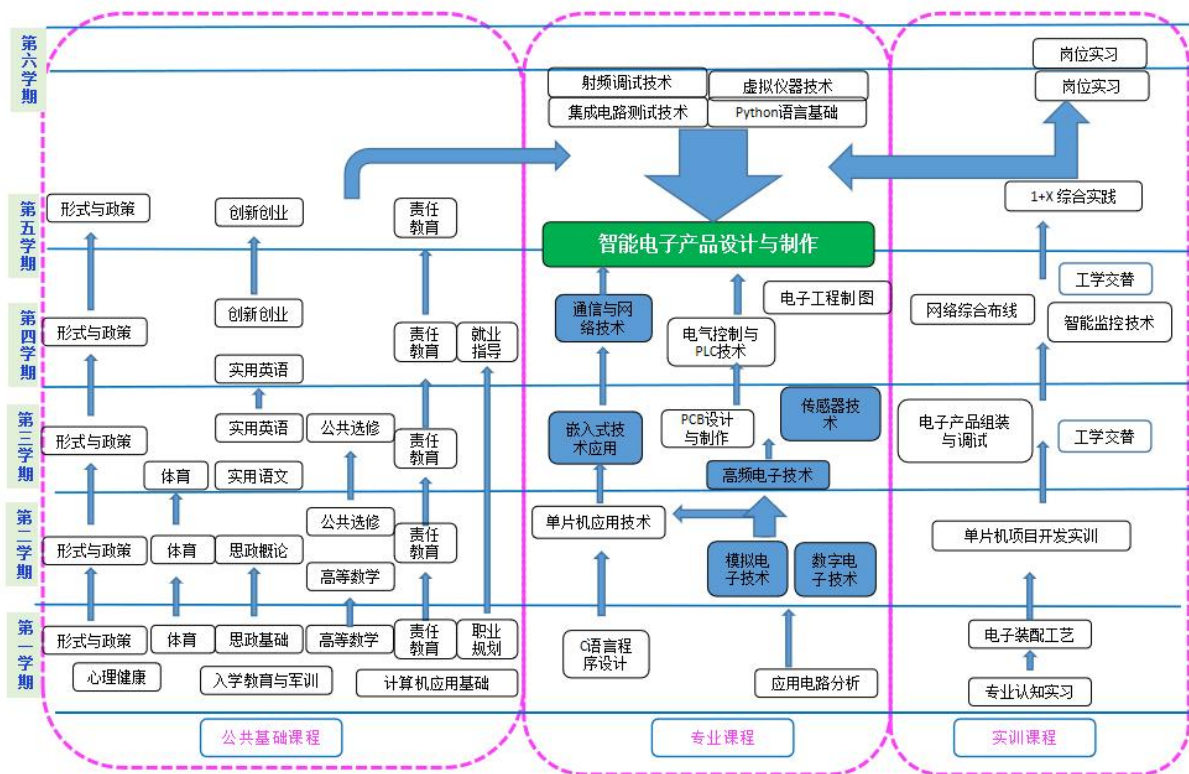 第六学期
岗位实习
岗位实习
射频调试技术
虚拟仪器技术
集成电路测试技术
Python语言基础
第五学期
形式与政策
创新创业
责任
教育
1+X 综合实践
智能电子产品设计与制作
第四学期
形式与政策
创新创业
实用英语
责任
教育
就业
指导
通信与网
络技术
电气控制与
PLC技术
电子工程制图
网络综合布线
工学交替
智能监控技术
第三学期
形式与政策
体育
实用英语
实用语文
公共选修
责任
教育
嵌入式技
术应用
PCB设计
与制作
传感器技
术
高频电子技术
电子产品组装
与调试
工学交替
第二学期
形式与政策
体育
思政概论
公共选修
高等数学
责任
教育
单片机应用技术
模拟电
子技术
数字电
子技术
单片机项目开发实训
第一学期
形式与政策
体育
思政基础
高等数学
责任
教育
职业
规划
心理健康
入学教育与军训
计算机应用基础
C语言程
序设计
应用电路分析
电子装配工艺
专业认知实习
公共基础课程
专业课程
实训课程